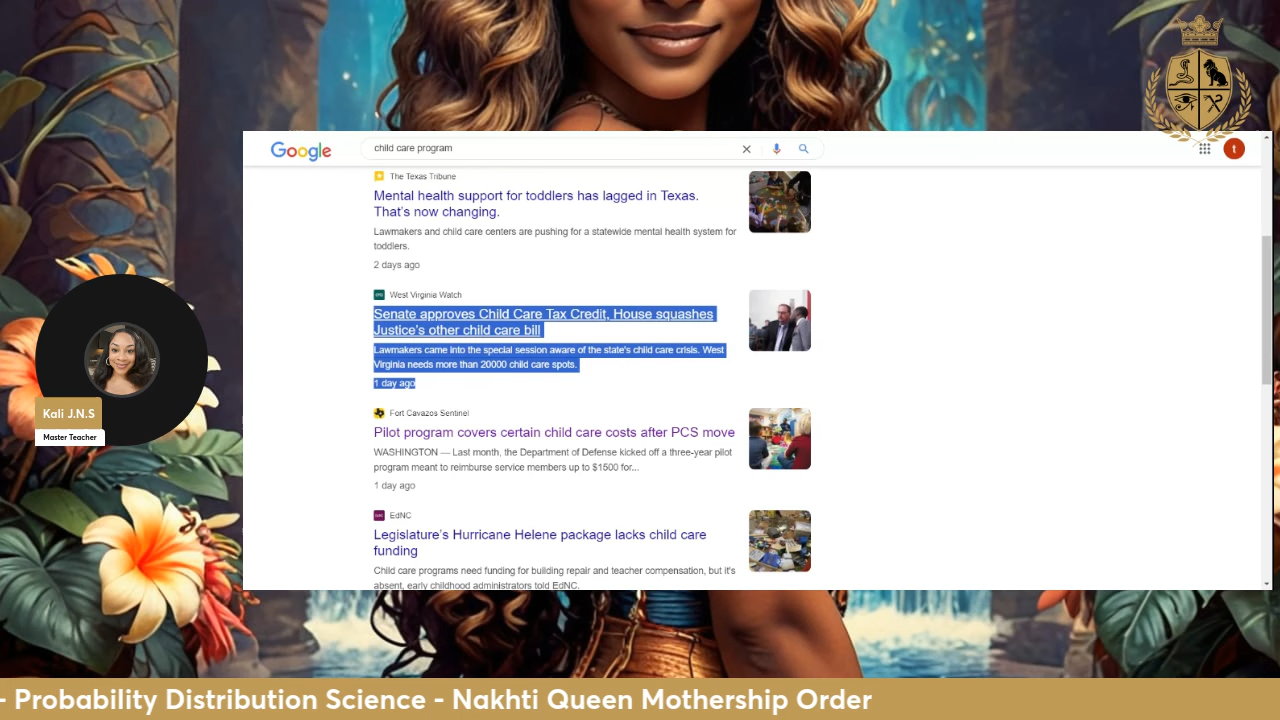 Google
child care program
t
The Texas Tribune
Mental health support for toddlers has lagged in Texas.
That's now changing.
Lawmakers and child care centers are pushing for a statewide mental health system for
toddlers.
2 days ago
West Virginia Watch
Senate approves Child Care Tax Credit, House squashes
Justice's other child care bill
Lawmakers came into the special session aware of the state's child care crisis. West
Virginia needs more than 20000 child care spots.
1 day ago
Fort Cavazos Sentinel
Pilot program covers certain child care costs after PCS move
WASHINGTON — Last month, the Department of Defense kicked off a three-year pilot
program meant to reimburse service members up to $1500 for...
1 day ago
EdNC
Legislature's Hurricane Helene package lacks child care
funding
Child care programs need funding for building repair and teacher compensation, but it's
absent, early childhood administrators told EdNC.
Kali J.N.S
Master Teacher
- Probability Distribution Science - Nakhti Queen Mothership Order